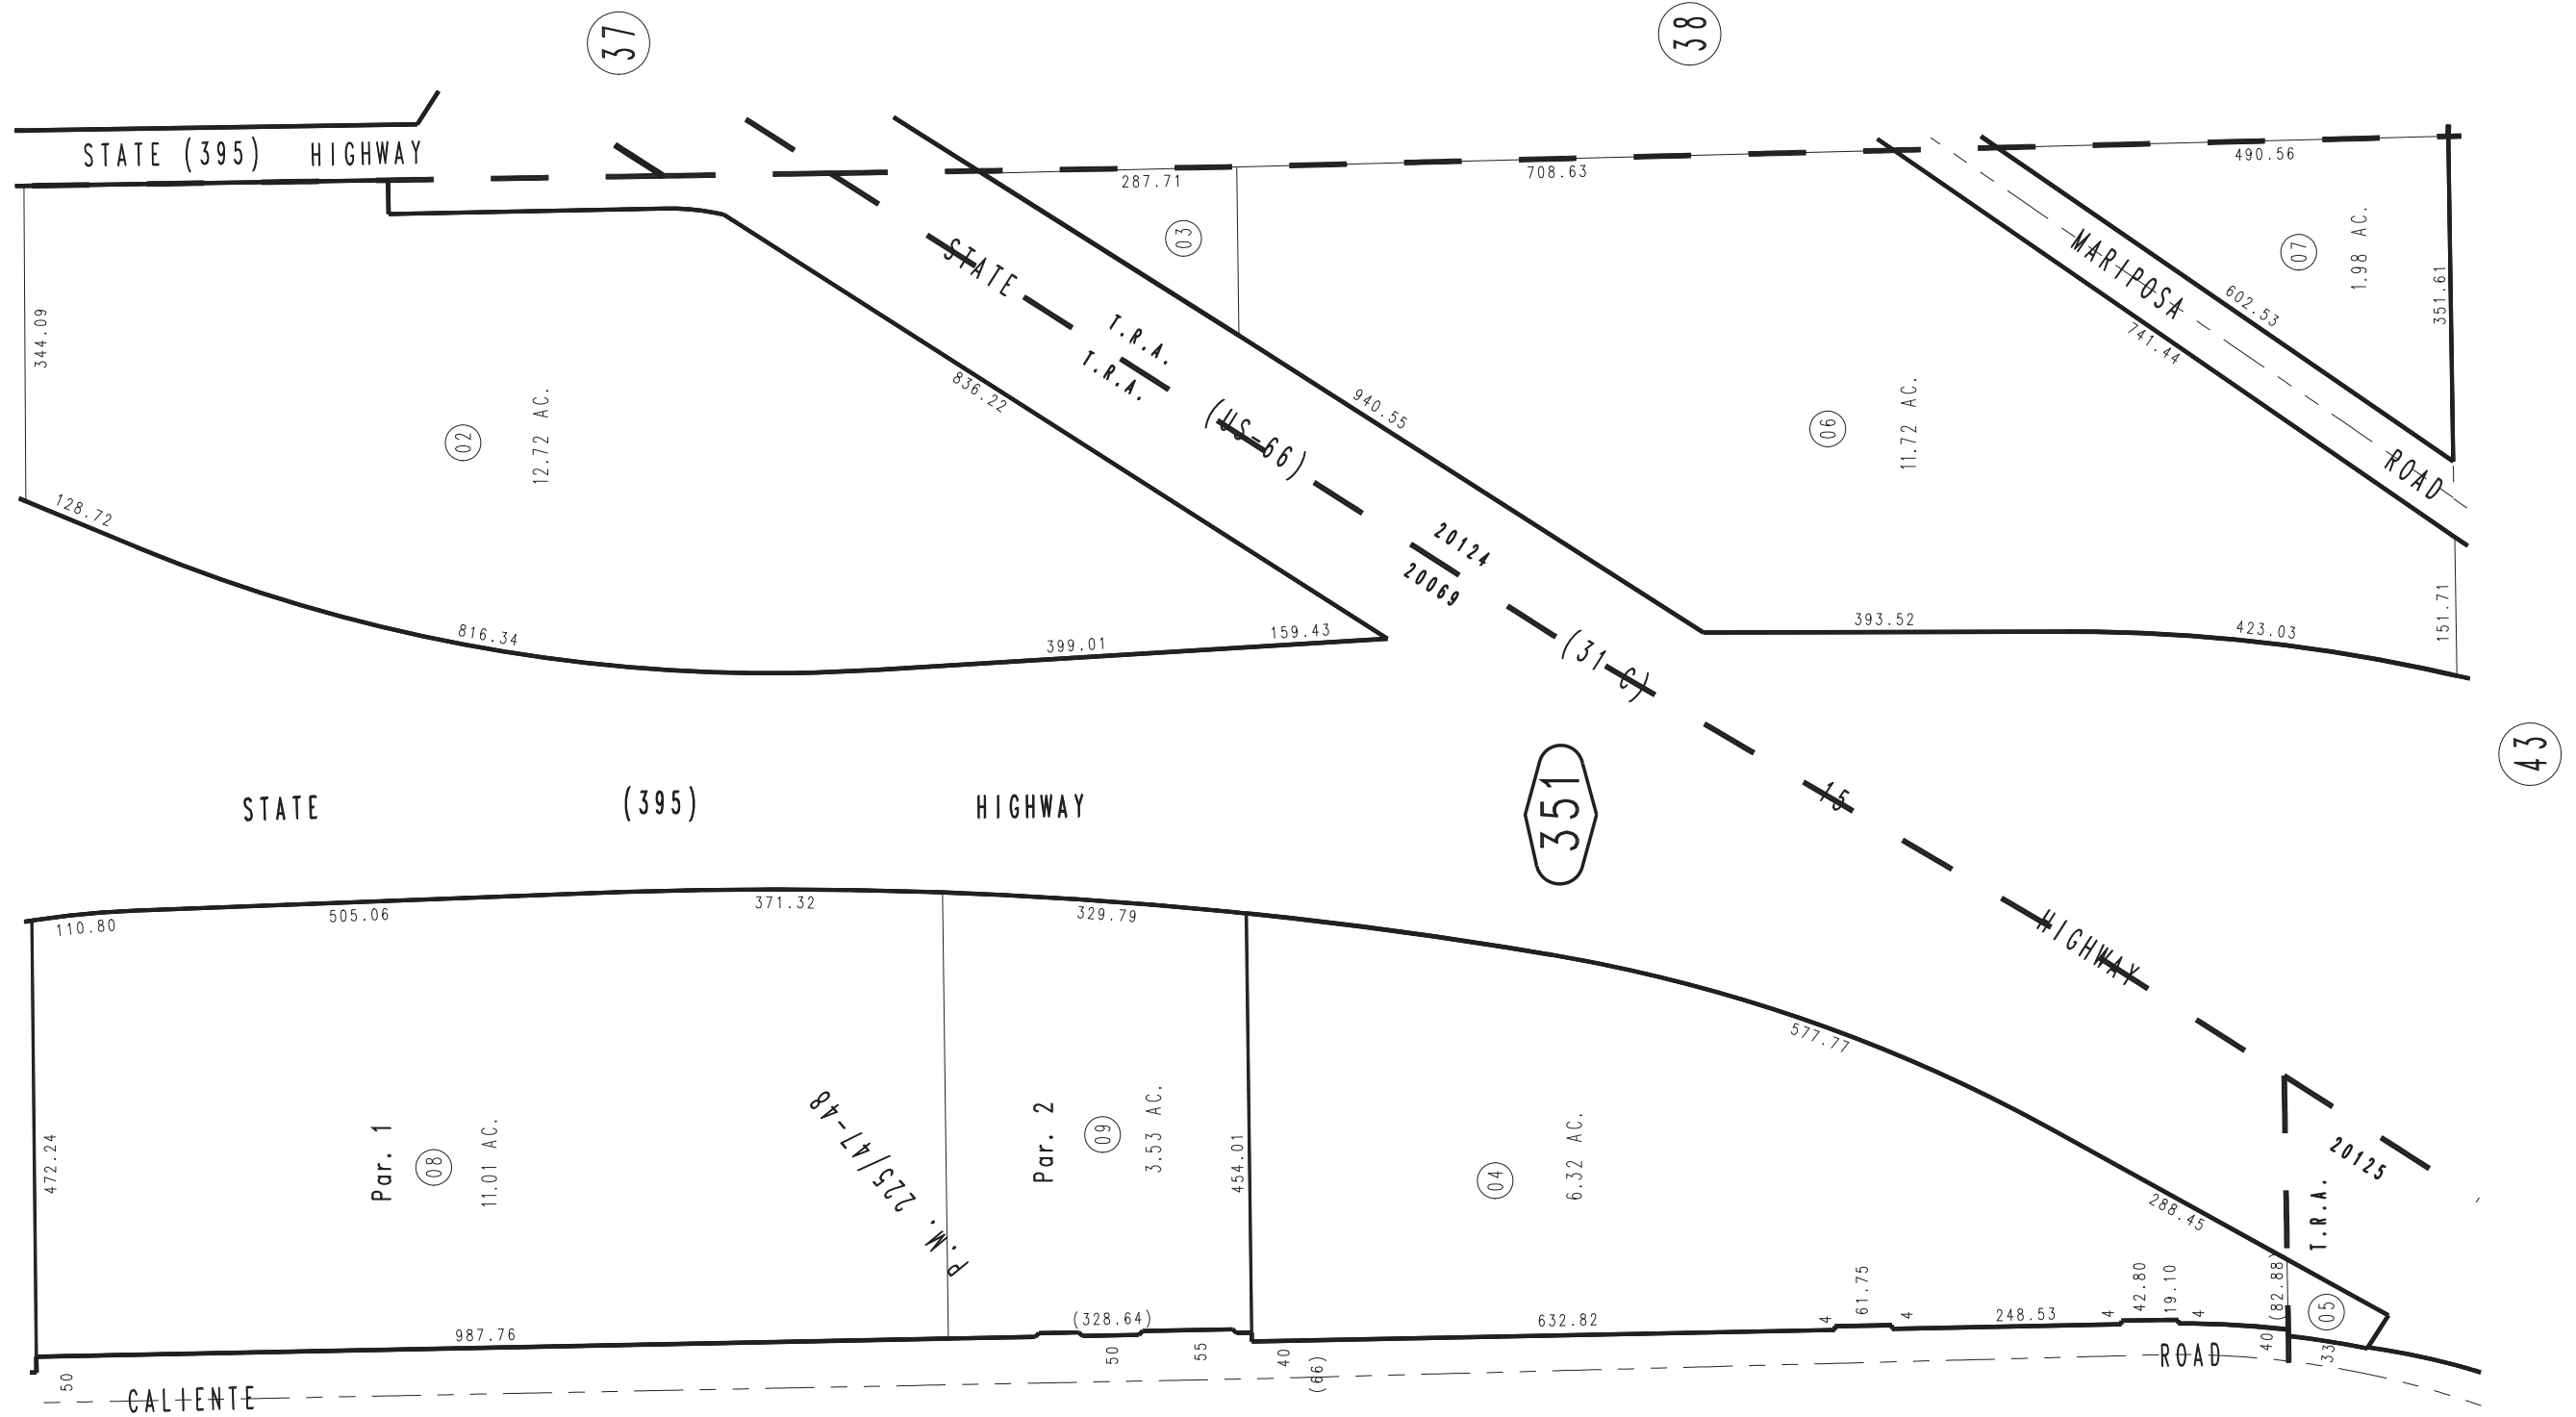 37
38
STATE (395) HIGHWAY
287.71
708.63
490.56
03
07
1.98 AC.
351.61
602.53
MARIPOSA
ROAD
741.44
344.09
STATE
T.R.A.
T.R.A.
(US-66)
836.22
940.55
02
12.72 AC.
06
11.72 AC.
128.72
20124
20069
816.34
399.01
159.43
(31-C)
393.52
423.03
151.71
43
351
15
STATE (395) HIGHWAY
HIGHWAY
110.80
505.06
371.32
329.79
577.77
472.24
Par. 1
08
11.01 AC.
P.M. 225/47-48
Par. 2
09
3.53 AC.
454.01
04
6.32 AC.
20125
T.R.A.
288.45
987.76
(328.64)
632.82
4
61.75
4
248.53
4
42.80
(19.10
4
(82.88)
05
50
50
55
40
(66)
40
33
CALIENTE
ROAD